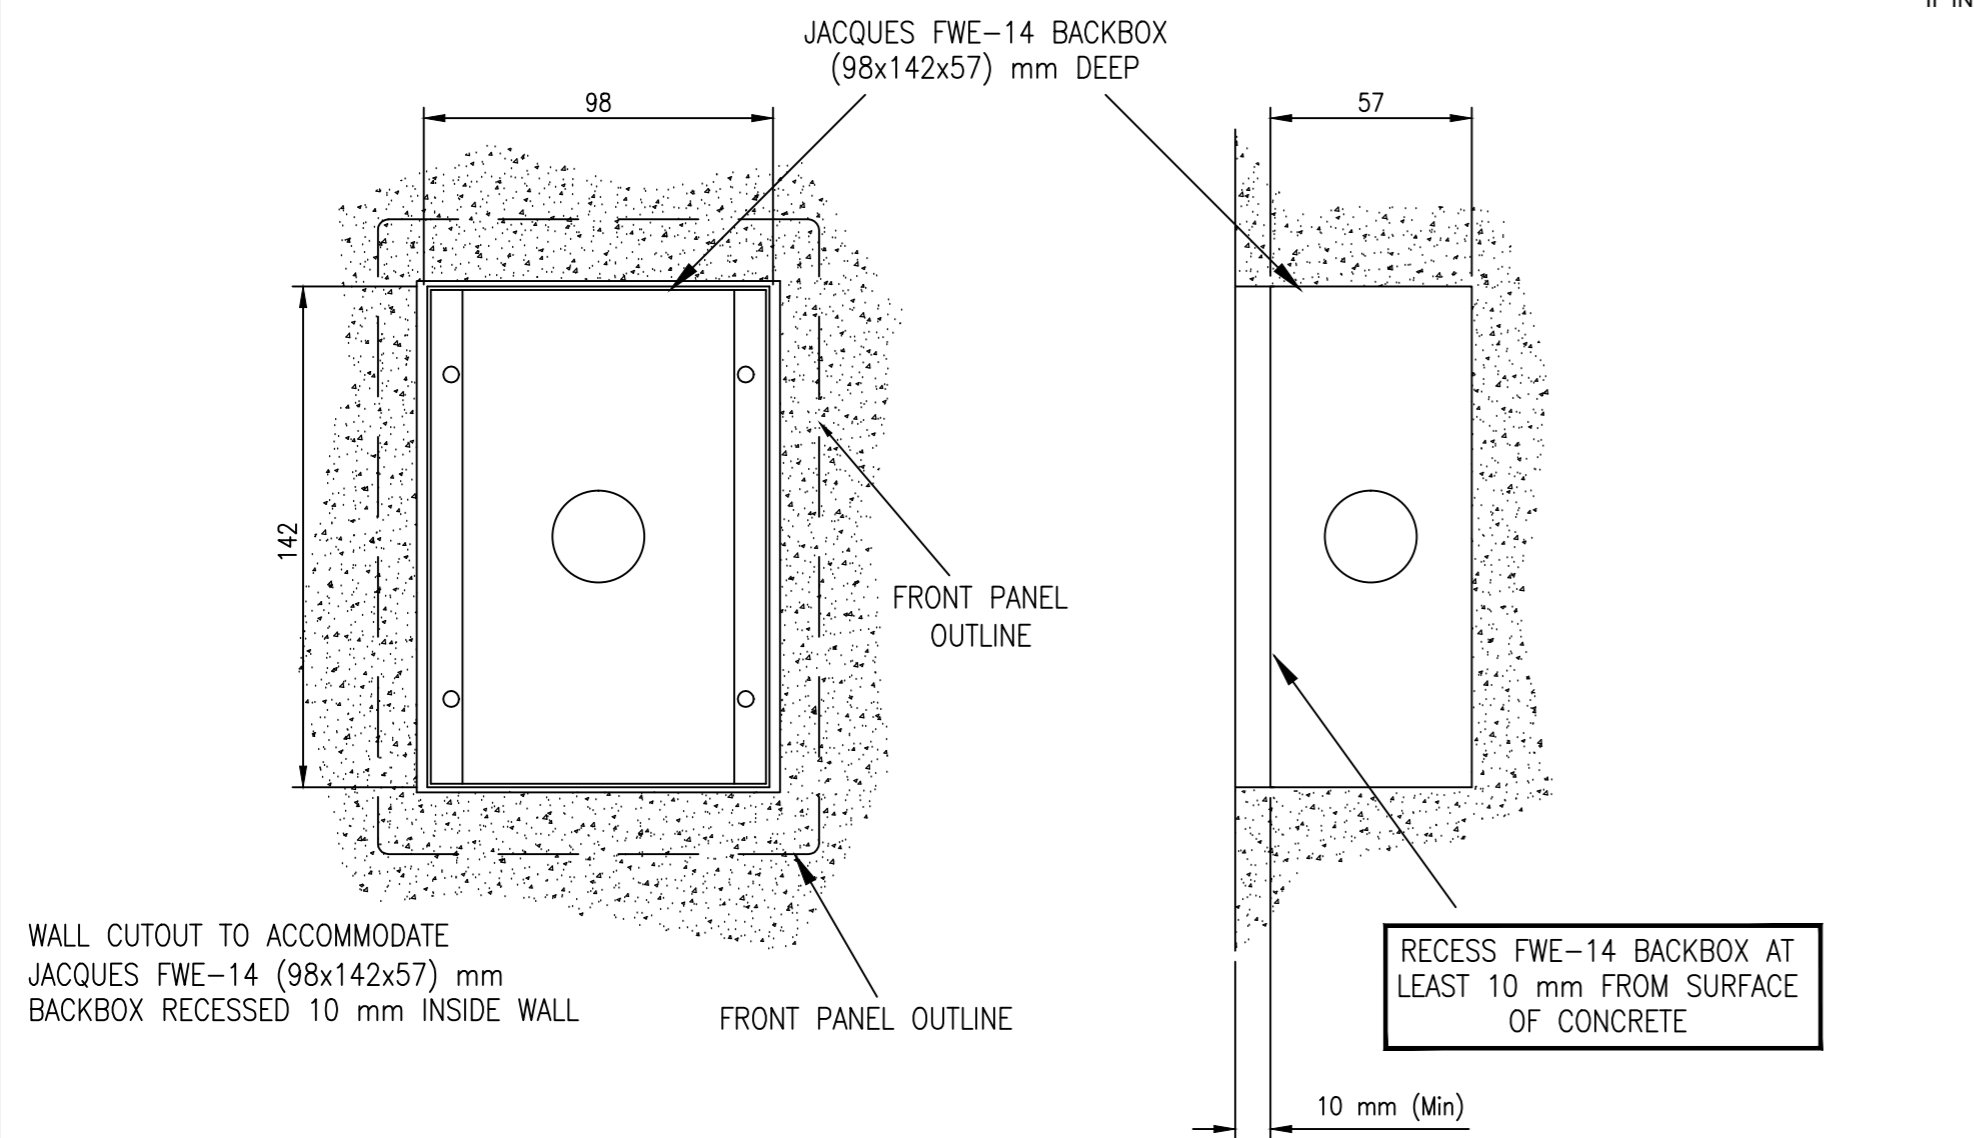 JACQUES FWE-14 BACKBOX
(98x142x57) mm DEEP
98
57
142
FRONT PANEL
OUTLINE
WALL CUTOUT TO ACCOMMODATE
JACQUES FWE-14 (98x142x57) mm
BACKBOX RECESSED 10 mm INSIDE WALL
FRONT PANEL OUTLINE
RECESS FWE-14 BACKBOX AT
LEAST 10 mm FROM SURFACE
OF CONCRETE
10 mm (Min)